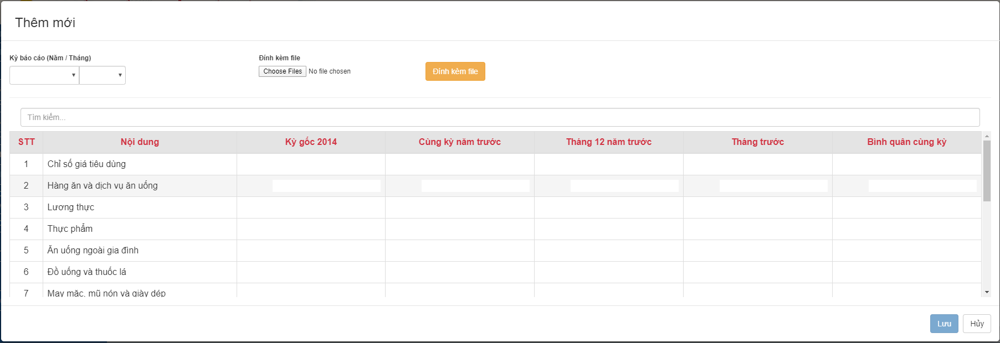 Thêm mới
Kỳ báo cáo (Năm / Tháng)
Đính kèm file
Choose Files No file chosen
Đính kèm file
Tìm kiếm...
STT Nội dung Kỳ gốc 2014 Cùng kỳ năm trước Tháng 12 năm trước Tháng trước Bình quân cùng kỳ
1 Chỉ số giá tiêu dùng
2 Hàng ăn và dịch vụ ăn uống
3 Lương thực
4 Thực phẩm
5 Ăn uống ngoài gia đình
6 Đồ uống và thuốc lá
7 May mặc, mũ nón và giày dép
Lưu Hủy